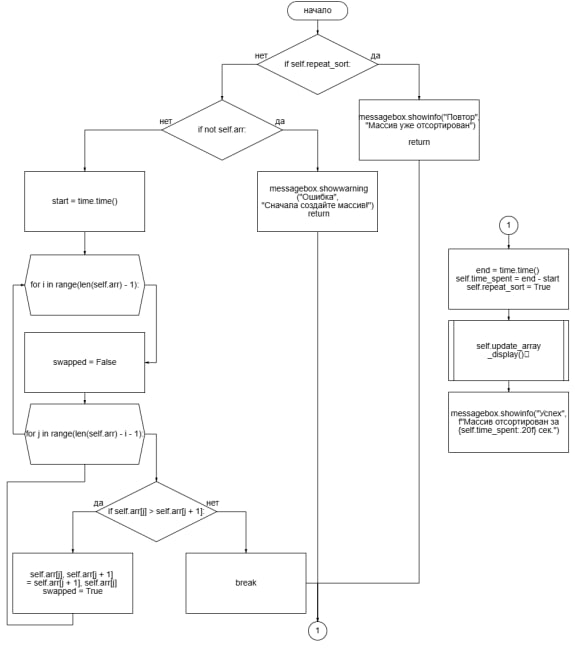 начало
нет
да
if self.repeat_sort:
messagebox.showinfo("Повтор",
"Массив уже отсортирован")
return
нет
да
if not self.arr:
start = time.time()
messagebox.showwarning
("Ошибка",
"Сначала создайте массив!")
return
for i in range(len(self.arr) - 1):
swapped = False
for j in range(len(self.arr) - i - 1):
да
нет
if self.arr[j] > self.arr[j + 1]:
self.arr[j], self.arr[j + 1]
= self.arr[j + 1], self.arr[j]
swapped = True
break
1
1
end = time.time()
self.time_spent = end - start
self.repeat_sort = True
self.update_array
_display()
messagebox.showinfo("Успех",
f"Массив отсортирован за
{self.time_spent:.20f} сек.")